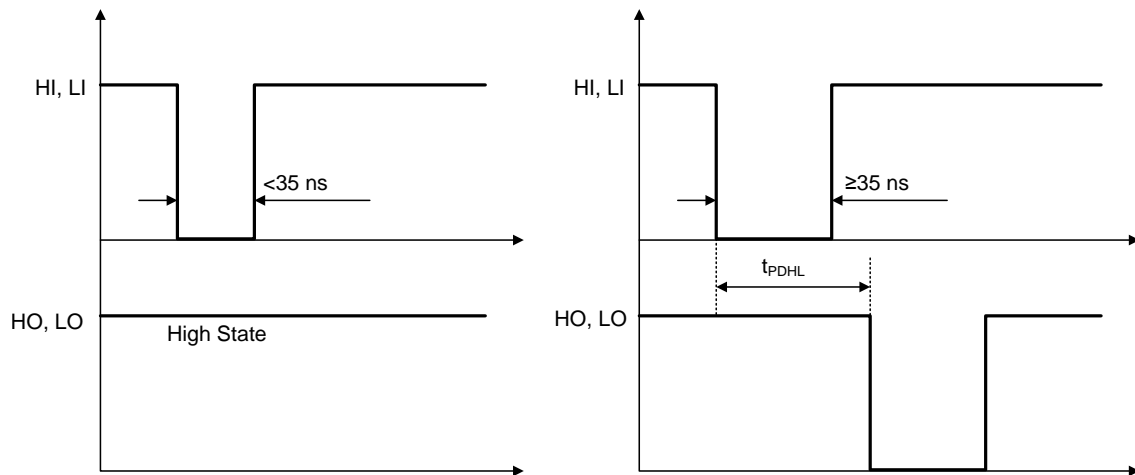 HI, LI
<35 ns
HO, LO
High State
HI, LI
≥35 ns
tPDHL
HO, LO